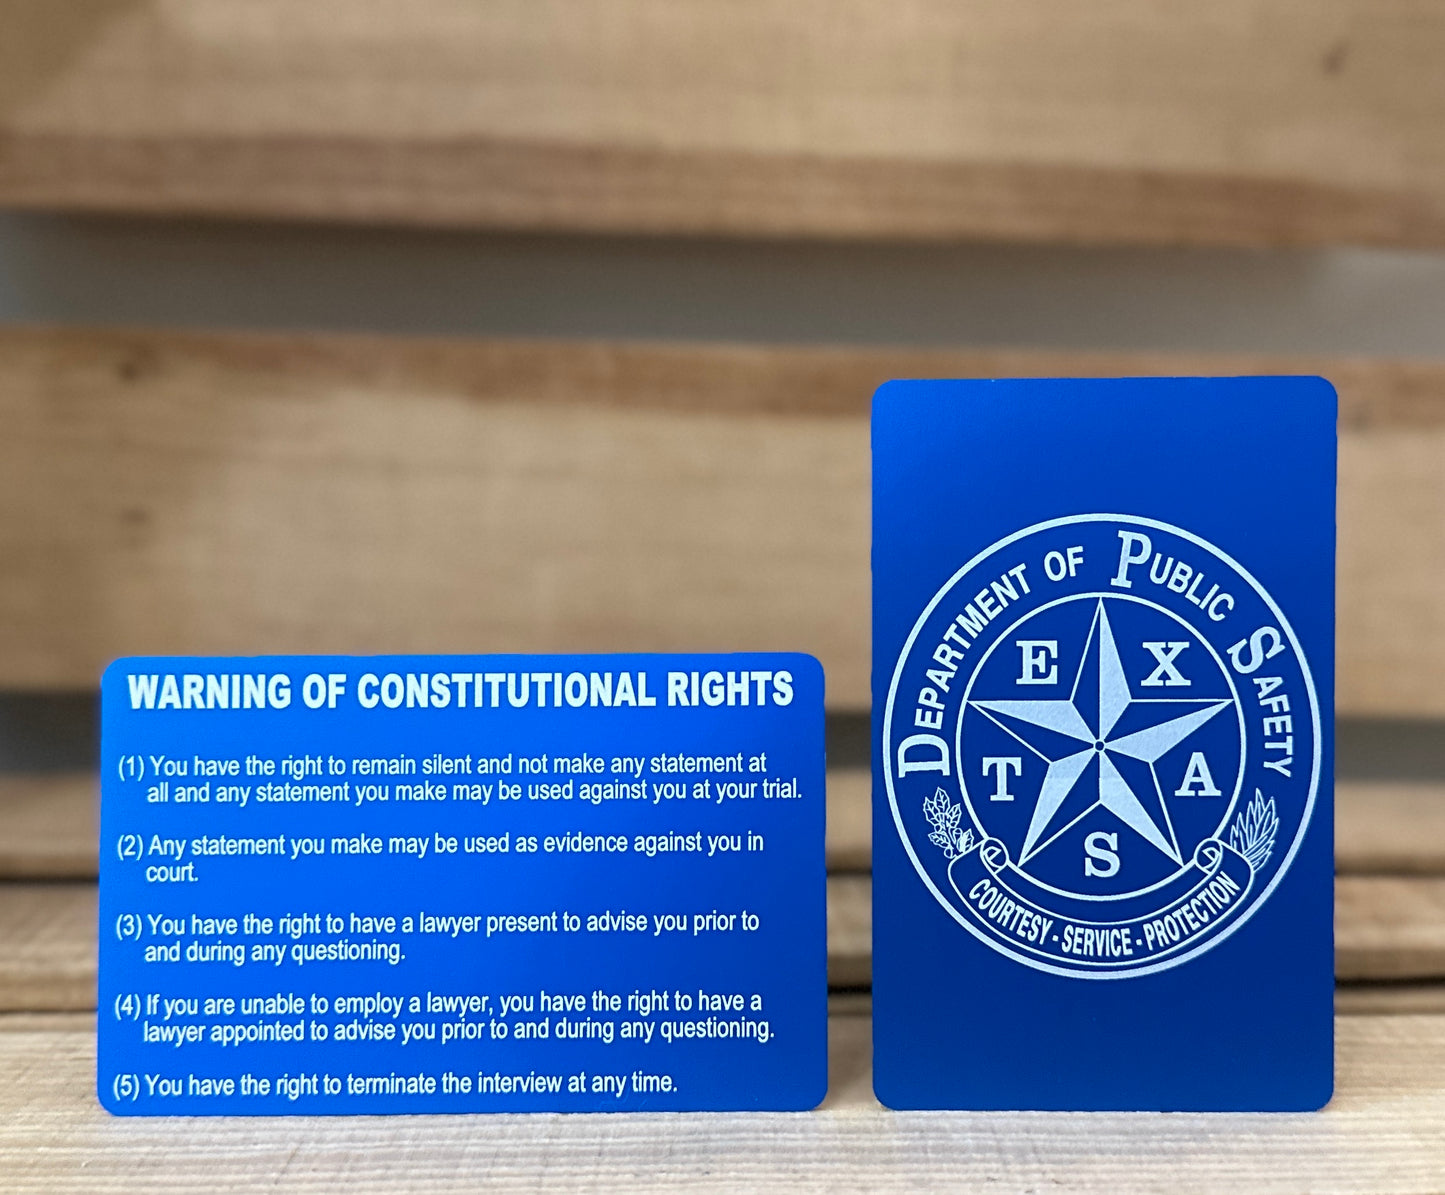 WARNING OF CONSTITUTIONAL RIGHTS
(1) You have the right to remain silent and not make any statement at
all and any statement you make may be used against you at your trial.
(2) Any statement you make may be used as evidence against you in
court.
(3) You have the right to have a lawyer present to advise you prior to
and during any questioning.
(4) If you are unable to employ a lawyer, you have the right to have a
lawyer appointed to advise you prior to and during any questioning.
(5) You have the right to terminate the interview at any time.
DEPARTMENT OF PUBLIC SAFETY
TEXAS
COURTESY - SERVICE - PROTECTION